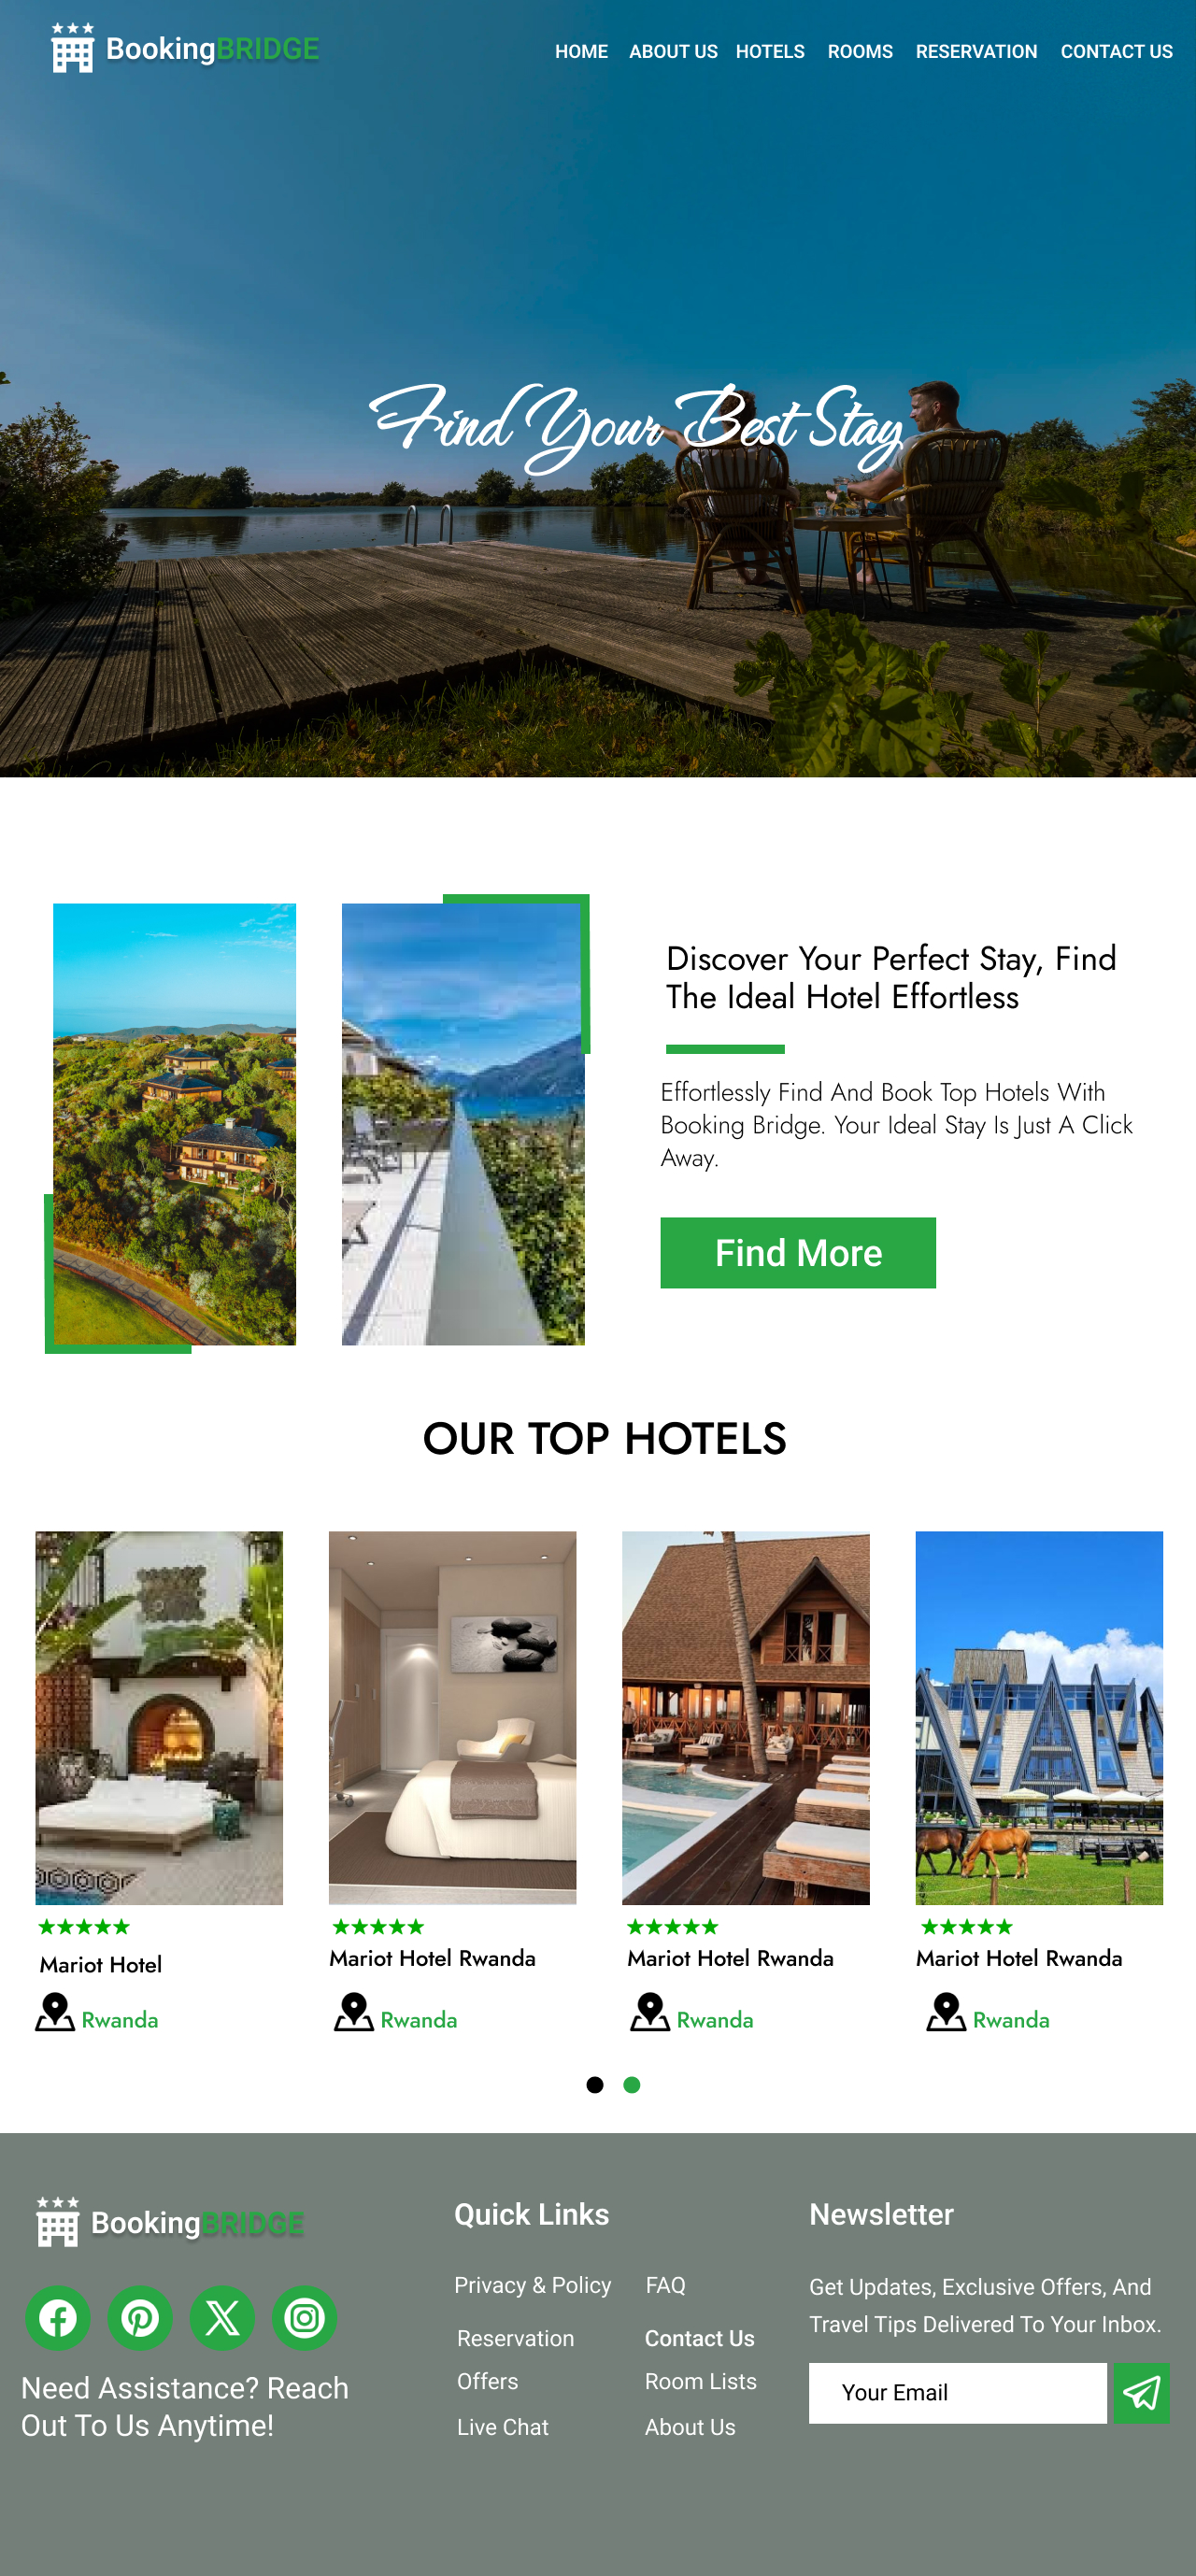 BookingBRIDGE
HOME ABOUT US HOTELS ROOMS RESERVATION CONTACT US
Find Your Best Stay
Discover Your Perfect Stay, Find
The Ideal Hotel Effortless
Effortlessly Find And Book Top Hotels With
Booking Bridge. Your Ideal Stay Is Just A Click
Away.
Find More
OUR TOP HOTELS
Mariot Hotel
Rwanda
Mariot Hotel Rwanda
Rwanda
Mariot Hotel Rwanda
Rwanda
Mariot Hotel Rwanda
Rwanda
BookingBRIDGE
Need Assistance? Reach
Out To Us Anytime!
Quick Links
Privacy & Policy
Reservation
Offers
Live Chat
FAQ
Contact Us
Room Lists
About Us
Newsletter
Get Updates, Exclusive Offers, And
Travel Tips Delivered To Your Inbox.
Your Email